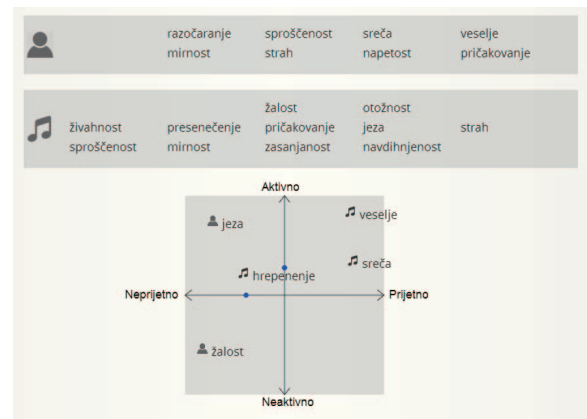 razočaranje sproščenost sreča veselje
mirnost strah napetost pričakovanje
žalost otožnost
živahnost presenečenje pričakovanje jeza strah
sproščenost mirnost zasanjanost navdihnjenost
Aktivno
veselje
jeza
sreča
hrepenenje
Neprijetno Prijetno
žalost
Neaktivno